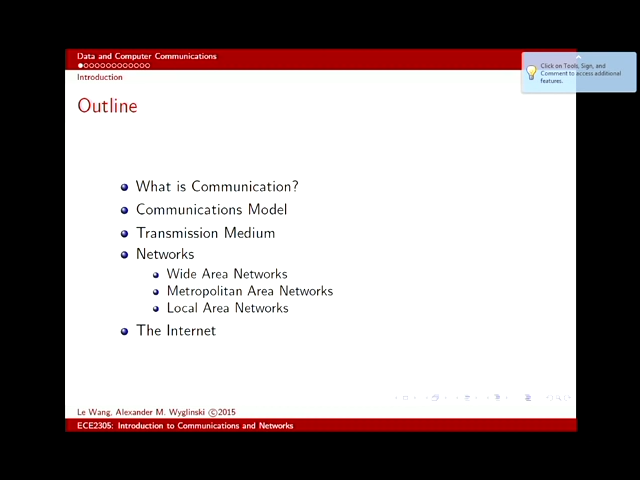 Data and Computer Communications
Introduction
Click on Tools, Sign, and
Comment to access additional
features.
Outline
What is Communication?
Communications Model
Transmission Medium
Networks
Wide Area Networks
Metropolitan Area Networks
Local Area Networks
The Internet
Le Wang, Alexander M. Wyglinski ©2015
ECE2305: Introduction to Communications and Networks